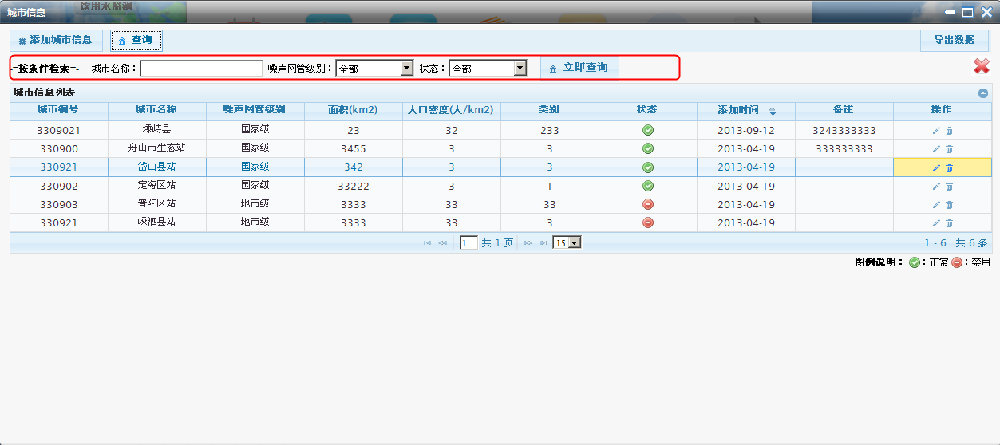 饮用水监测
城市信息
添加城市信息 查询 导出数据
-=按条件检索=- 城市名称： 噪声网管级别： 全部 状态： 全部 立即查询
城市信息列表
城市编号 城市名称 噪声网管级别 面积(km2) 人口密度(人/km2) 类别 状态 添加时间 备注 操作
3309021 塛峙县 国家级 23 32 233 2013-09-12 3243333333
330900 舟山市生态站 国家级 3455 3 3 2013-04-19 333333333
330921 岱山县站 国家级 342 3 3 2013-04-19
330902 定海区站 国家级 33222 3 1 2013-04-19
330903 普陀区站 地市级 3333 33 33 2013-04-19
330921 嵊泗县站 地市级 3333 33 3 2013-04-19
1 共 1 页 15 1 - 6 共 6 条
图例说明： ：正常 ：禁用